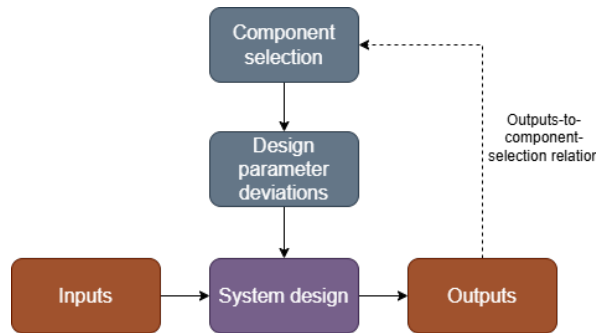 Component
selection
Outputs-to-
component-
selection relation
Design
parameter
deviations
Inputs
System design
Outputs